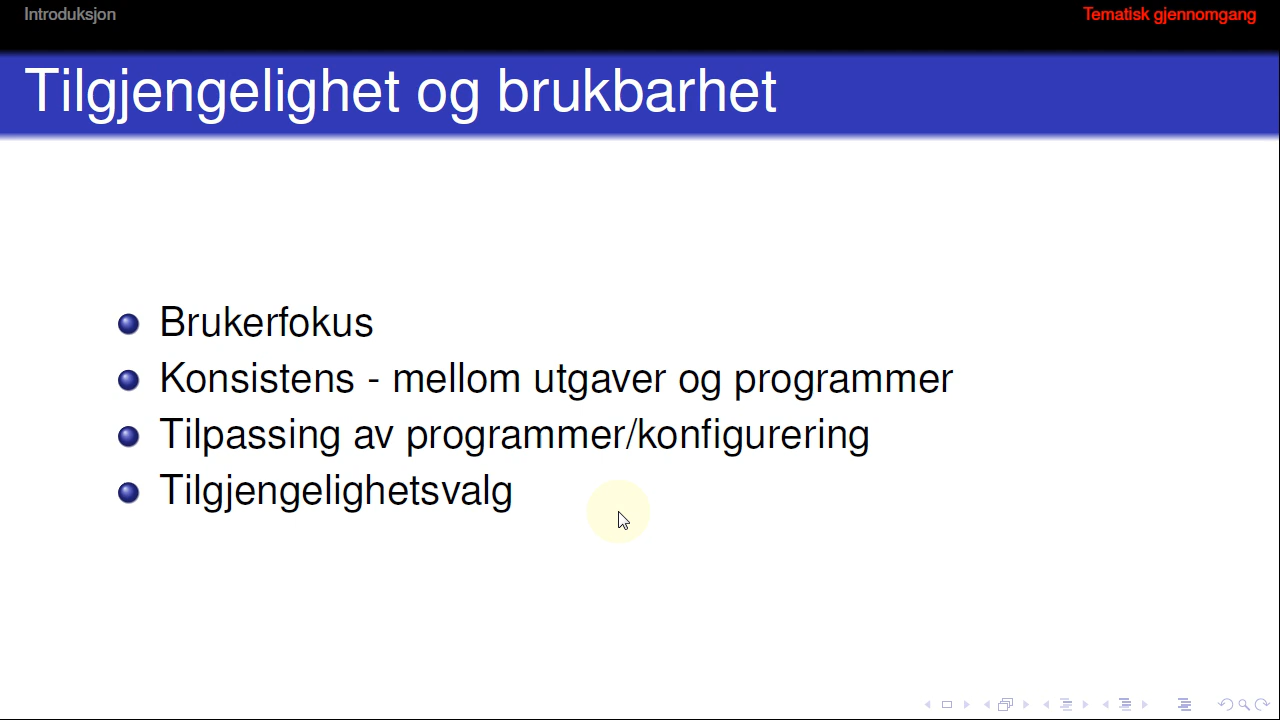 Introduksjon
Tematisk gjennomgang
Tilgjengelighet og brukbarhet
Brukerfokus
Konsistens - mellom utgaver og programmer
Tilpassing av programmer/konfigurering
Tilgjengelighetsvalg